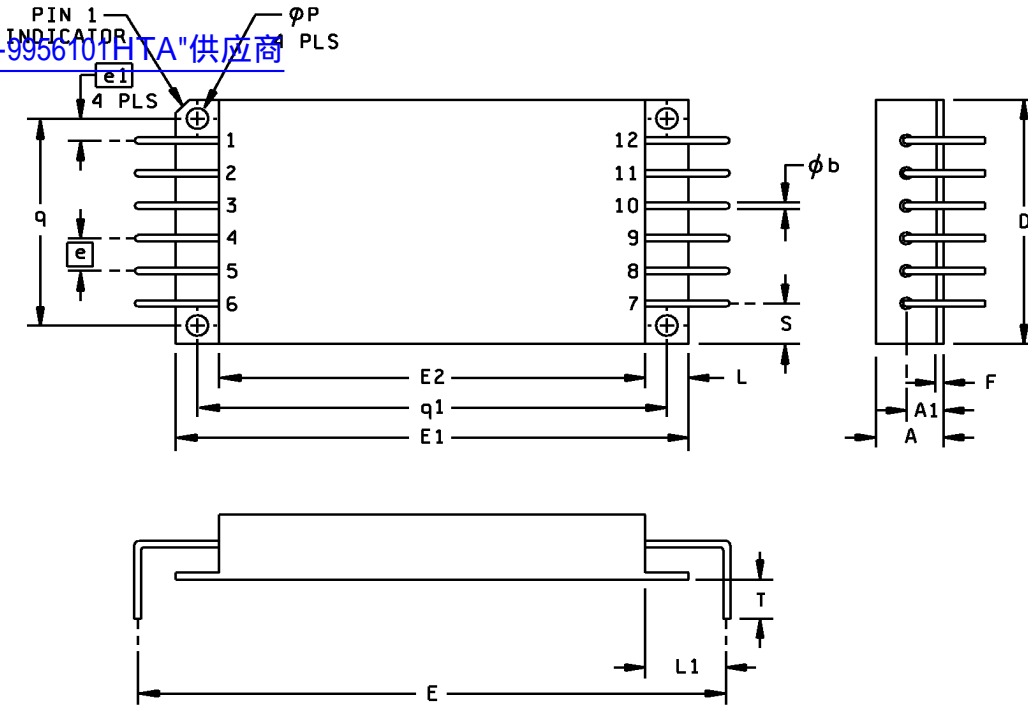 PIN 1
INDICATOR
φP
4 PLS
-9956101HTA"供应商
e1
4 PLS
1
2
3
4
5
6
12
11
10
9
8
7
q
e
φb
S
D
E2
L
q1
E1
F
A1
A
T
L1
E